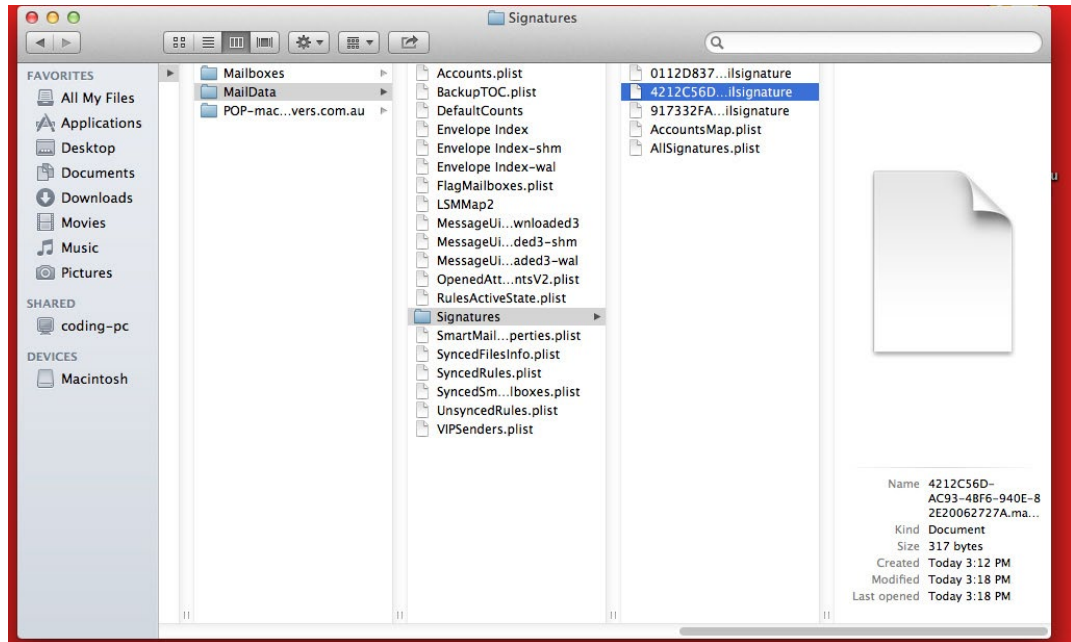 Signatures
FAVORITES
All My Files
Applications
Desktop
Documents
Downloads
Movies
Music
Pictures
SHARED
coding-pc
DEVICES
Macintosh
Mailboxes
MailData
POP-mac...vers.com.au
Accounts.plist
BackupTOC.plist
DefaultCounts
Envelope Index
Envelope Index-shm
Envelope Index-wal
FlagMailboxes.plist
LSMMap2
MessageUi...wnloaded3
MessageUi...ded3-shm
MessageUi...aded3-wal
OpenedAtt...ntsV2.plist
RulesActiveState.plist
Signatures
SmartMail...perties.plist
SyncedFilesInfo.plist
SyncedRules.plist
SyncedSm...lboxes.plist
UnsyncedRules.plist
VIPSenders.plist
0112D837...ilsignature
4212C56D...ilsignature
917332FA...ilsignature
AccountsMap.plist
AllSignatures.plist
Name 4212C56D-
AC93-4BF6-940E-8
2E20062727A.ma...
Kind Document
Size 317 bytes
Created Today 3:12 PM
Modified Today 3:18 PM
Last opened Today 3:18 PM
u